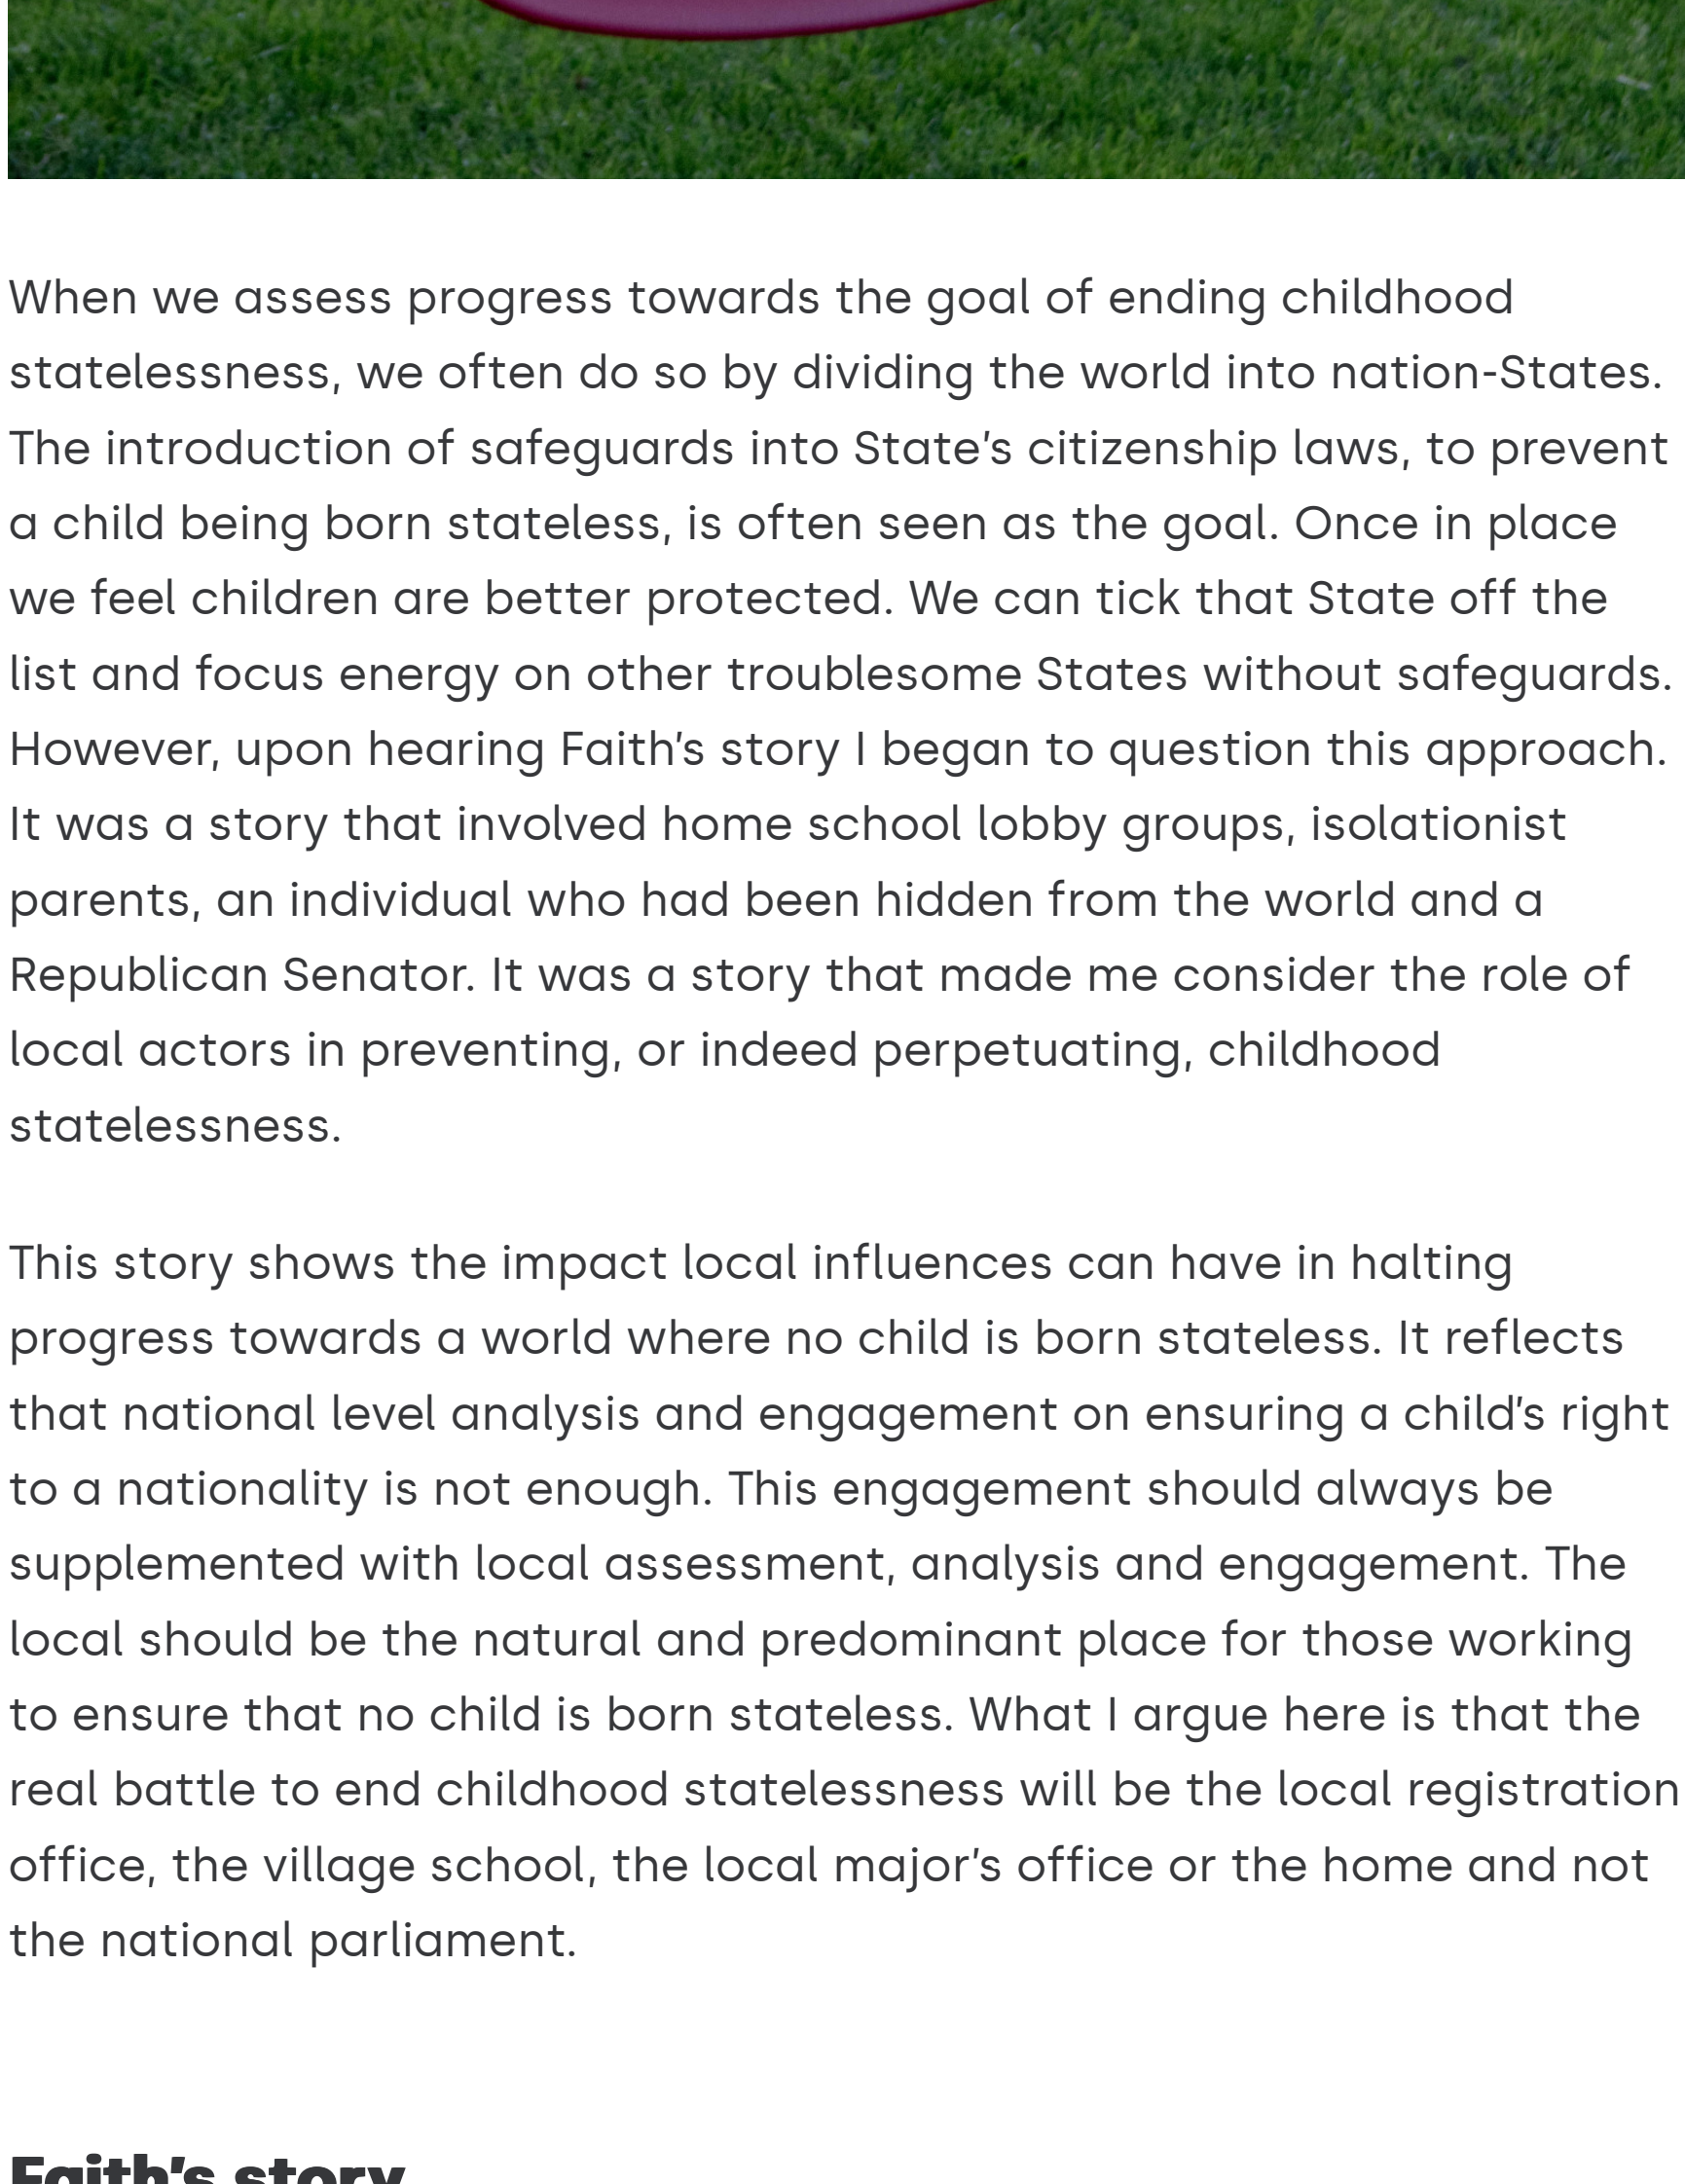 When we assess progress towards the goal of ending childhood
statelessness, we often do so by dividing the world into nation-States.
The introduction of safeguards into State’s citizenship laws, to prevent
a child being born stateless, is often seen as the goal. Once in place
we feel children are better protected. We can tick that State off the
list and focus energy on other troublesome States without safeguards.
However, upon hearing Faith’s story I began to question this approach.
It was a story that involved home school lobby groups, isolationist
parents, an individual who had been hidden from the world and a
Republican Senator. It was a story that made me consider the role of
local actors in preventing, or indeed perpetuating, childhood
statelessness.
This story shows the impact local influences can have in halting
progress towards a world where no child is born stateless. It reflects
that national level analysis and engagement on ensuring a child’s right
to a nationality is not enough. This engagement should always be
supplemented with local assessment, analysis and engagement. The
local should be the natural and predominant place for those working
to ensure that no child is born stateless. What I argue here is that the
real battle to end childhood statelessness will be the local registration
office, the village school, the local major’s office or the home and not
the national parliament.
Faith’s story